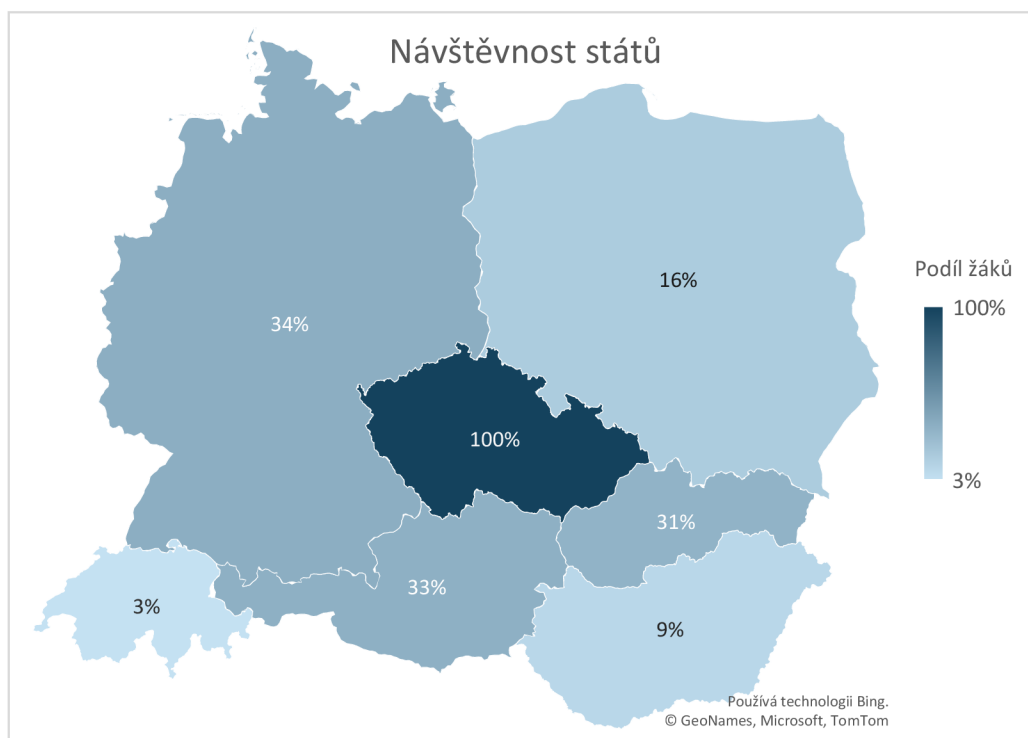 Návštěvnost států
16%
Podíl žáků
100%
34%
100%
3%
31%
33%
3%
9%
Používá technologii Bing.
© GeoNames, Microsoft, TomTom